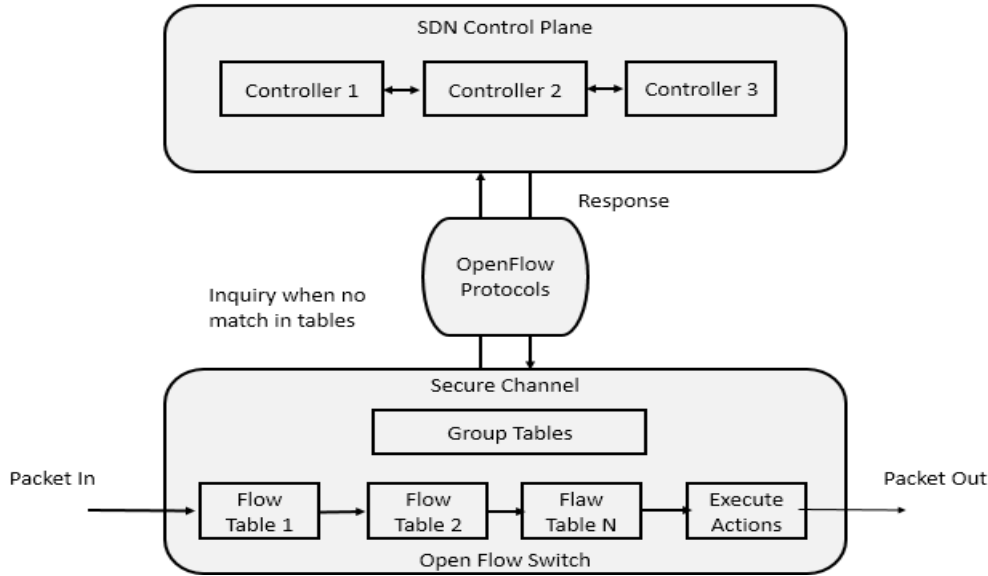 SDN Control Plane
Controller 1
Controller 2
Controller 3
Response
OpenFlow
Protocols
Inquiry when no
match in tables
Secure Channel
Group Tables
Packet In
Packet Out
Flow
Table 1
Flow
Table 2
Flaw
Table N
Execute
Actions
Open Flow Switch